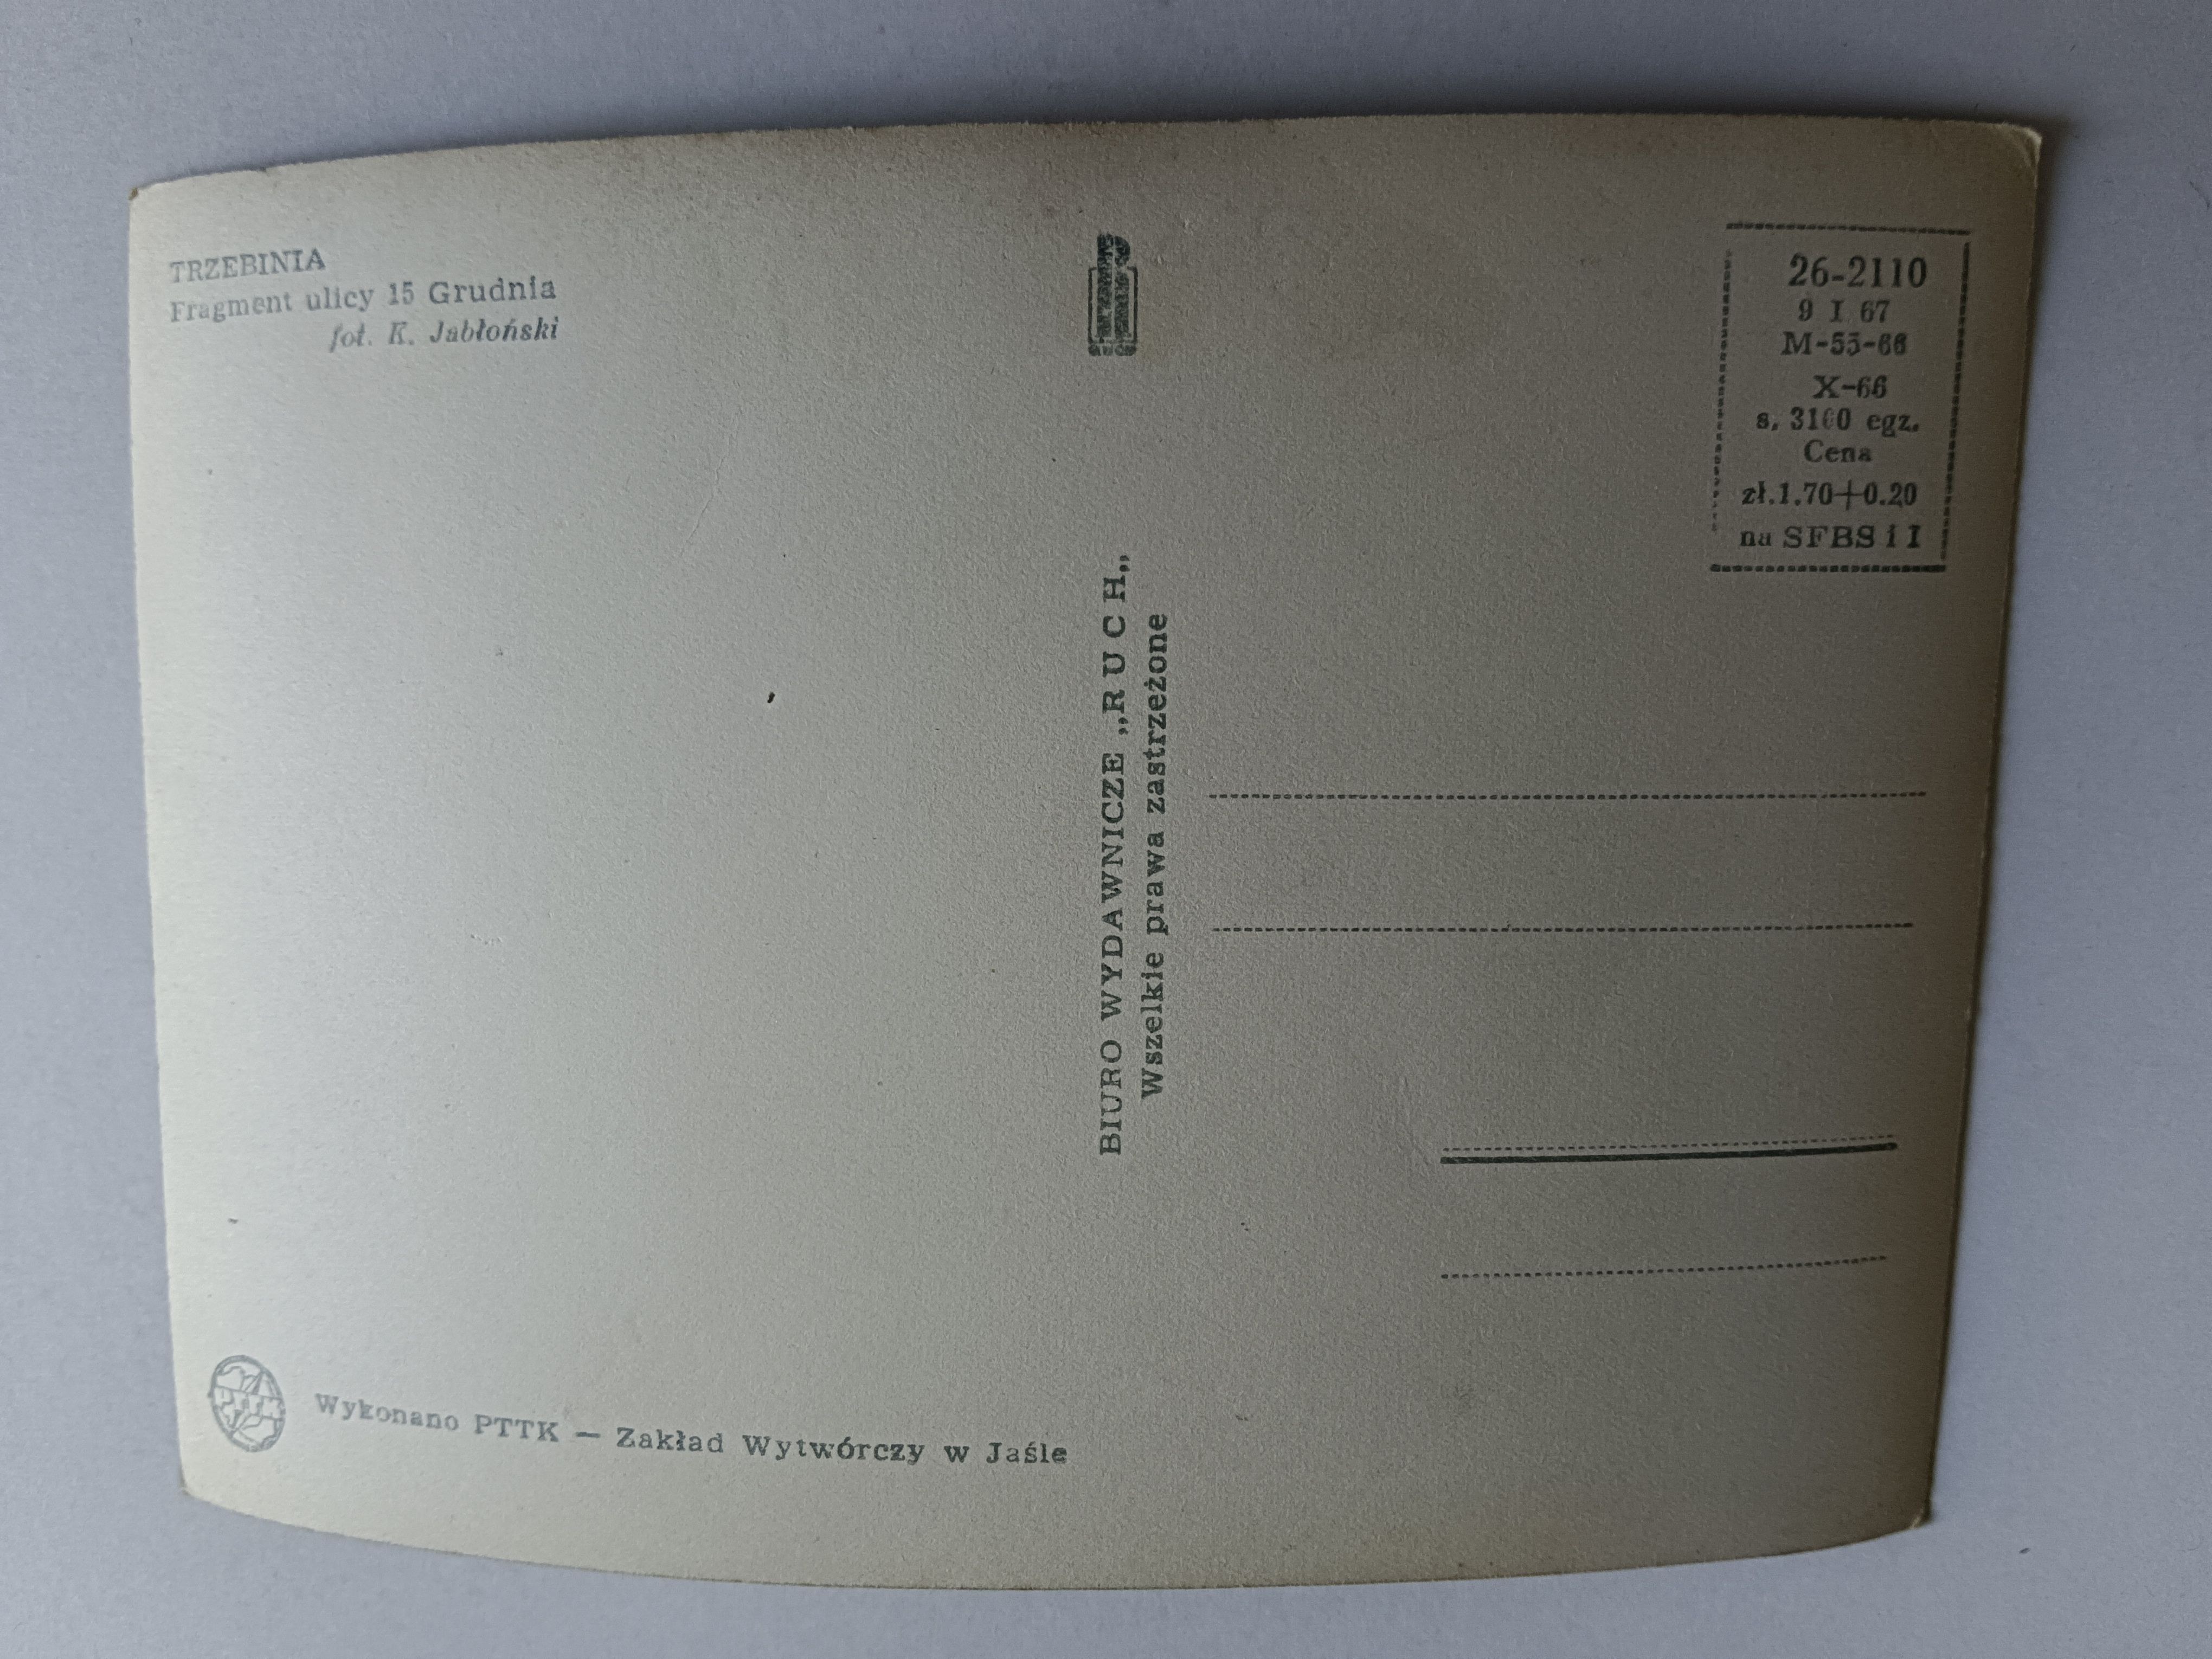 TRZEBINIA
Fragment ulicy 15 Grudnia
fot. K. Jabłoński
26-2110
9 I 67
M-55-66
X-66
s. 3160 egz.
Cena
zł.1.70+0.20
na SFBS i I
BIURO WYDAWNICZE „RUCH„
Wszelkie prawa zastrzeżone
Wykonano PTTK — Zakład Wytwórczy w Jaśle